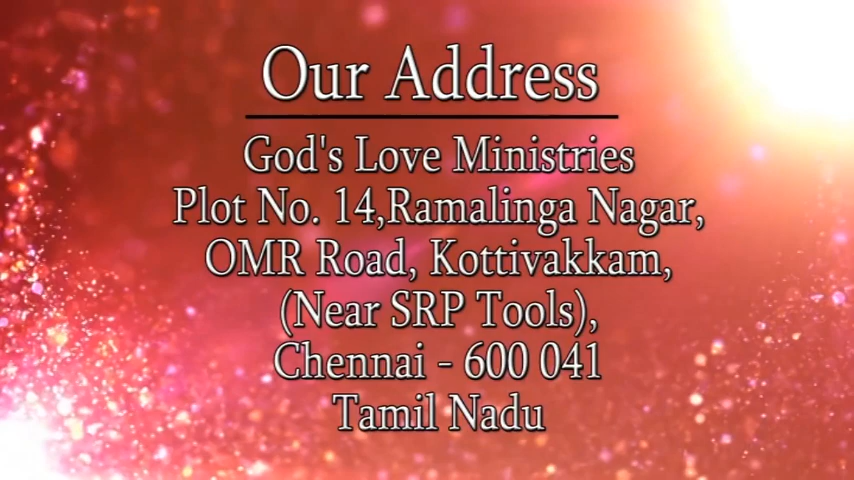 Our Address
God's Love Ministries
Plot No. 14,Ramalinga Nagar,
OMR Road, Kottivakkam,
(Near SRP Tools),
Chennai - 600 041
Tamil Nadu